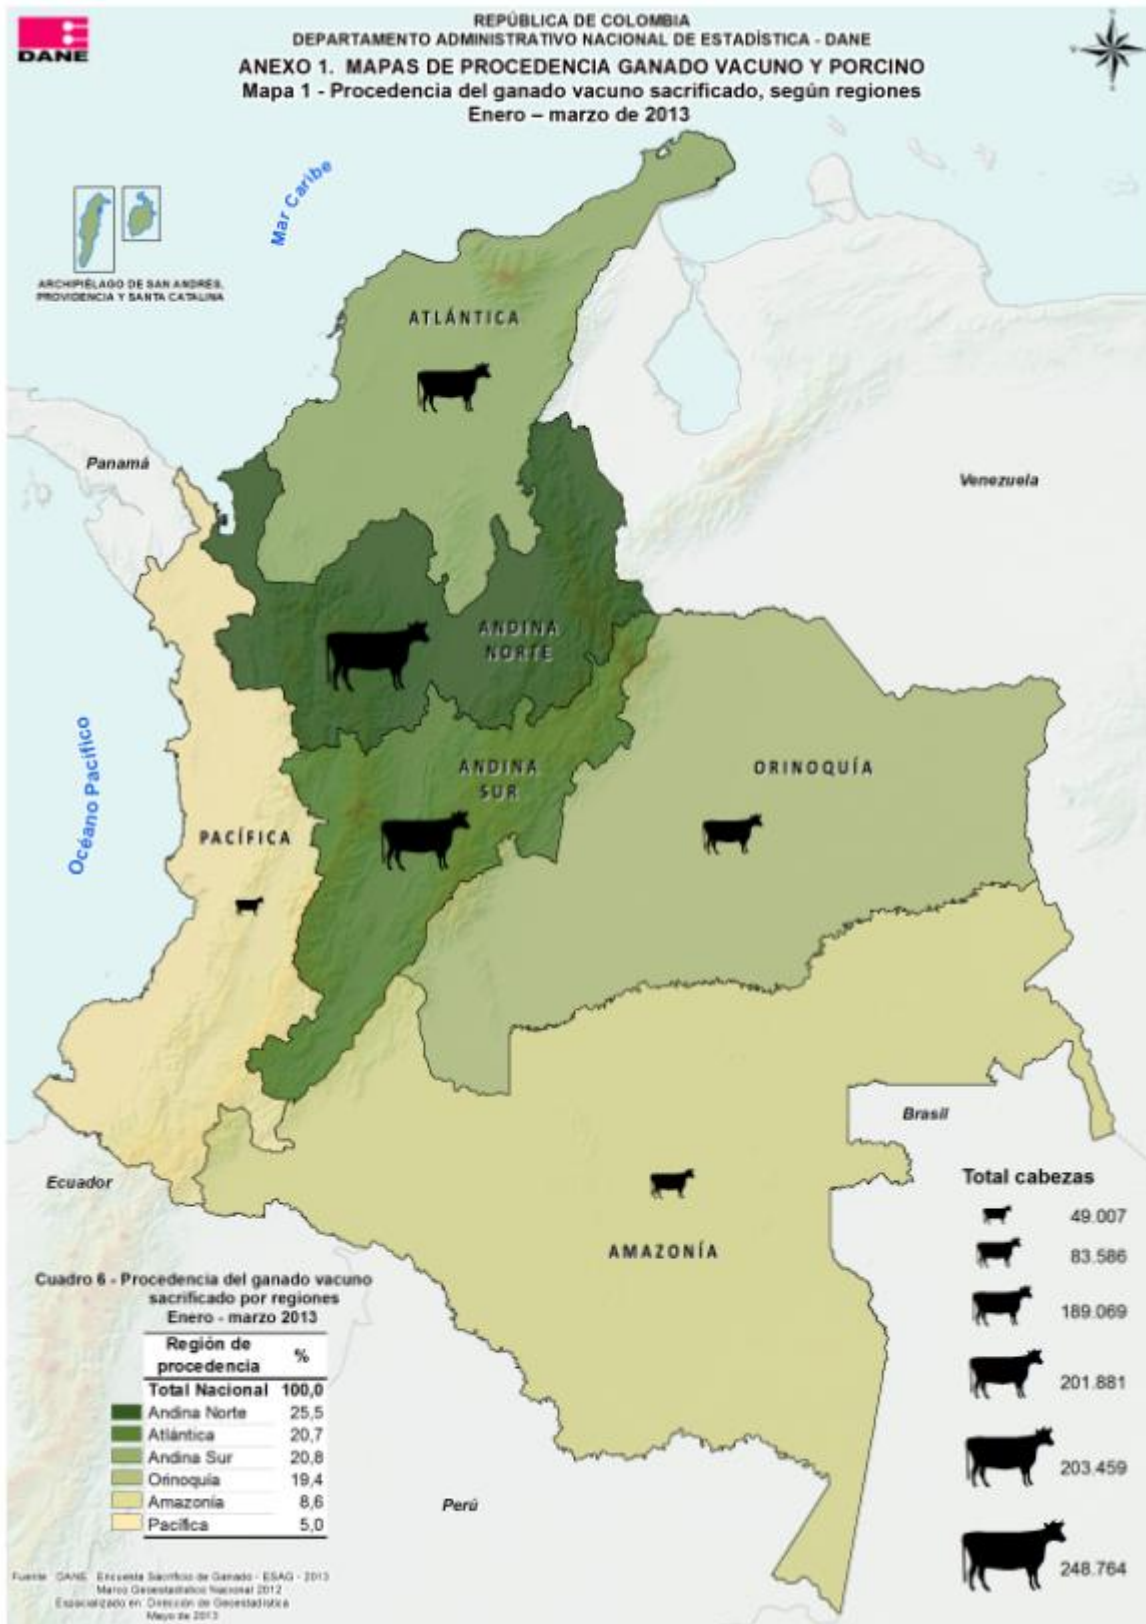 DANE
REPÚBLICA DE COLOMBIA
DEPARTAMENTO ADMINISTRATIVO NACIONAL DE ESTADÍSTICA - DANE
ANEXO 1. MAPAS DE PROCEDENCIA GANADO VACUNO Y PORCINO
Mapa 1 - Procedencia del ganado vacuno sacrificado, según regiones
Enero – marzo de 2013
Mar Caribe
ARCHIPIÉLAGO DE SAN ANDRÉS,
PROVIDENCIA Y SANTA CATALINA
ATLÁNTICA
Panamá
Venezuela
ANDINA
NORTE
Océano Pacífico
ANDINA
SUR
ORINOQUÍA
PACÍFICA
Brasil
Ecuador
AMAZONÍA
Perú
Total cabezas
49.007
83.586
189.069
201.881
203.459
248.764
Cuadro 6 - Procedencia del ganado vacuno
sacrificado por regiones
Enero - marzo 2013
Región de procedencia %
Total Nacional 100,0
Andina Norte 25,5
Atlántica 20,7
Andina Sur 20,8
Orinoquía 19,4
Amazonía 8,6
Pacífica 5,0
Fuente: DANE. Encuesta Sacrificio de Ganado - ESAG - 2013
Marco Geoestadístico Nacional 2012
Espacializado en: Dirección de Geoestadística
Mayo de 2013